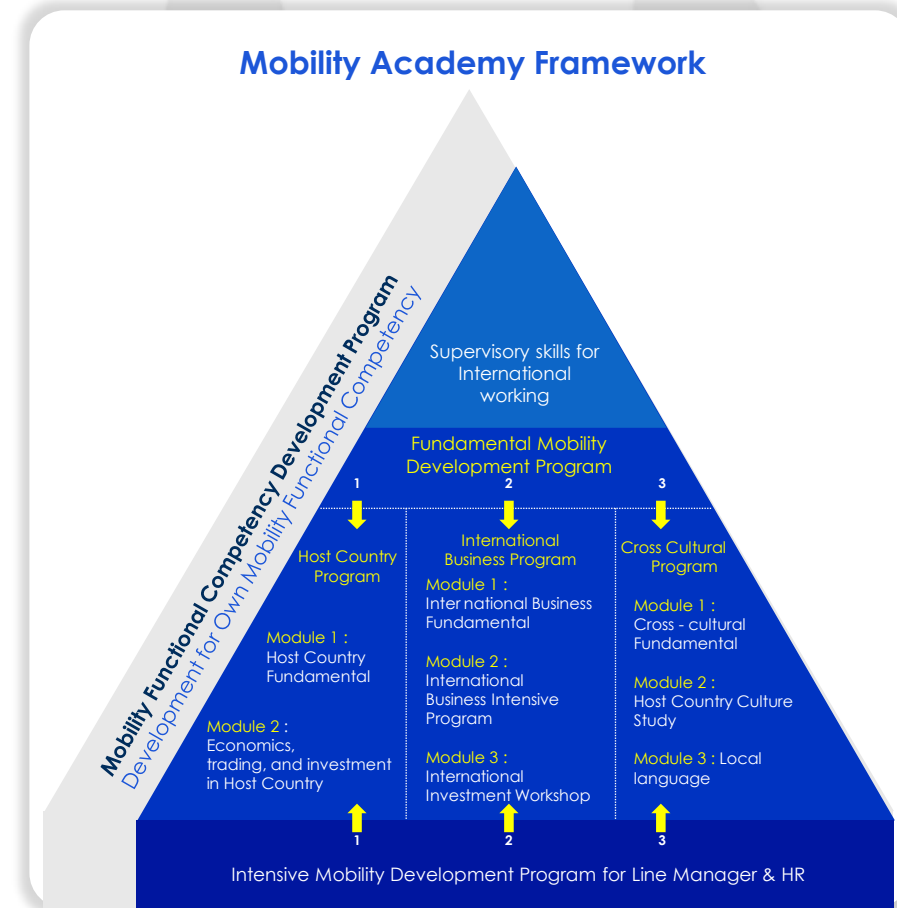 Mobility Academy Framework
Mobility Functional Competency Development Program
Development for Own Mobility Functional Competency
Supervisory skills for
International
working
Fundamental Mobility
Development Program
1
2
3
Host Country
Program
Module 1 :
Host Country
Fundamental
Module 2 :
Economics,
trading, and investment
in Host Country
International
Business Program
Module 1 :
International Business
Fundamental
Module 2 :
International
Business Intensive
Program
Module 3 :
International
Investment Workshop
Cross Cultural
Program
Module 1 :
Cross - cultural
Fundamental
Module 2 :
Host Country Culture
Study
Module 3 : Local
language
1
2
3
Intensive Mobility Development Program for Line Manager & HR